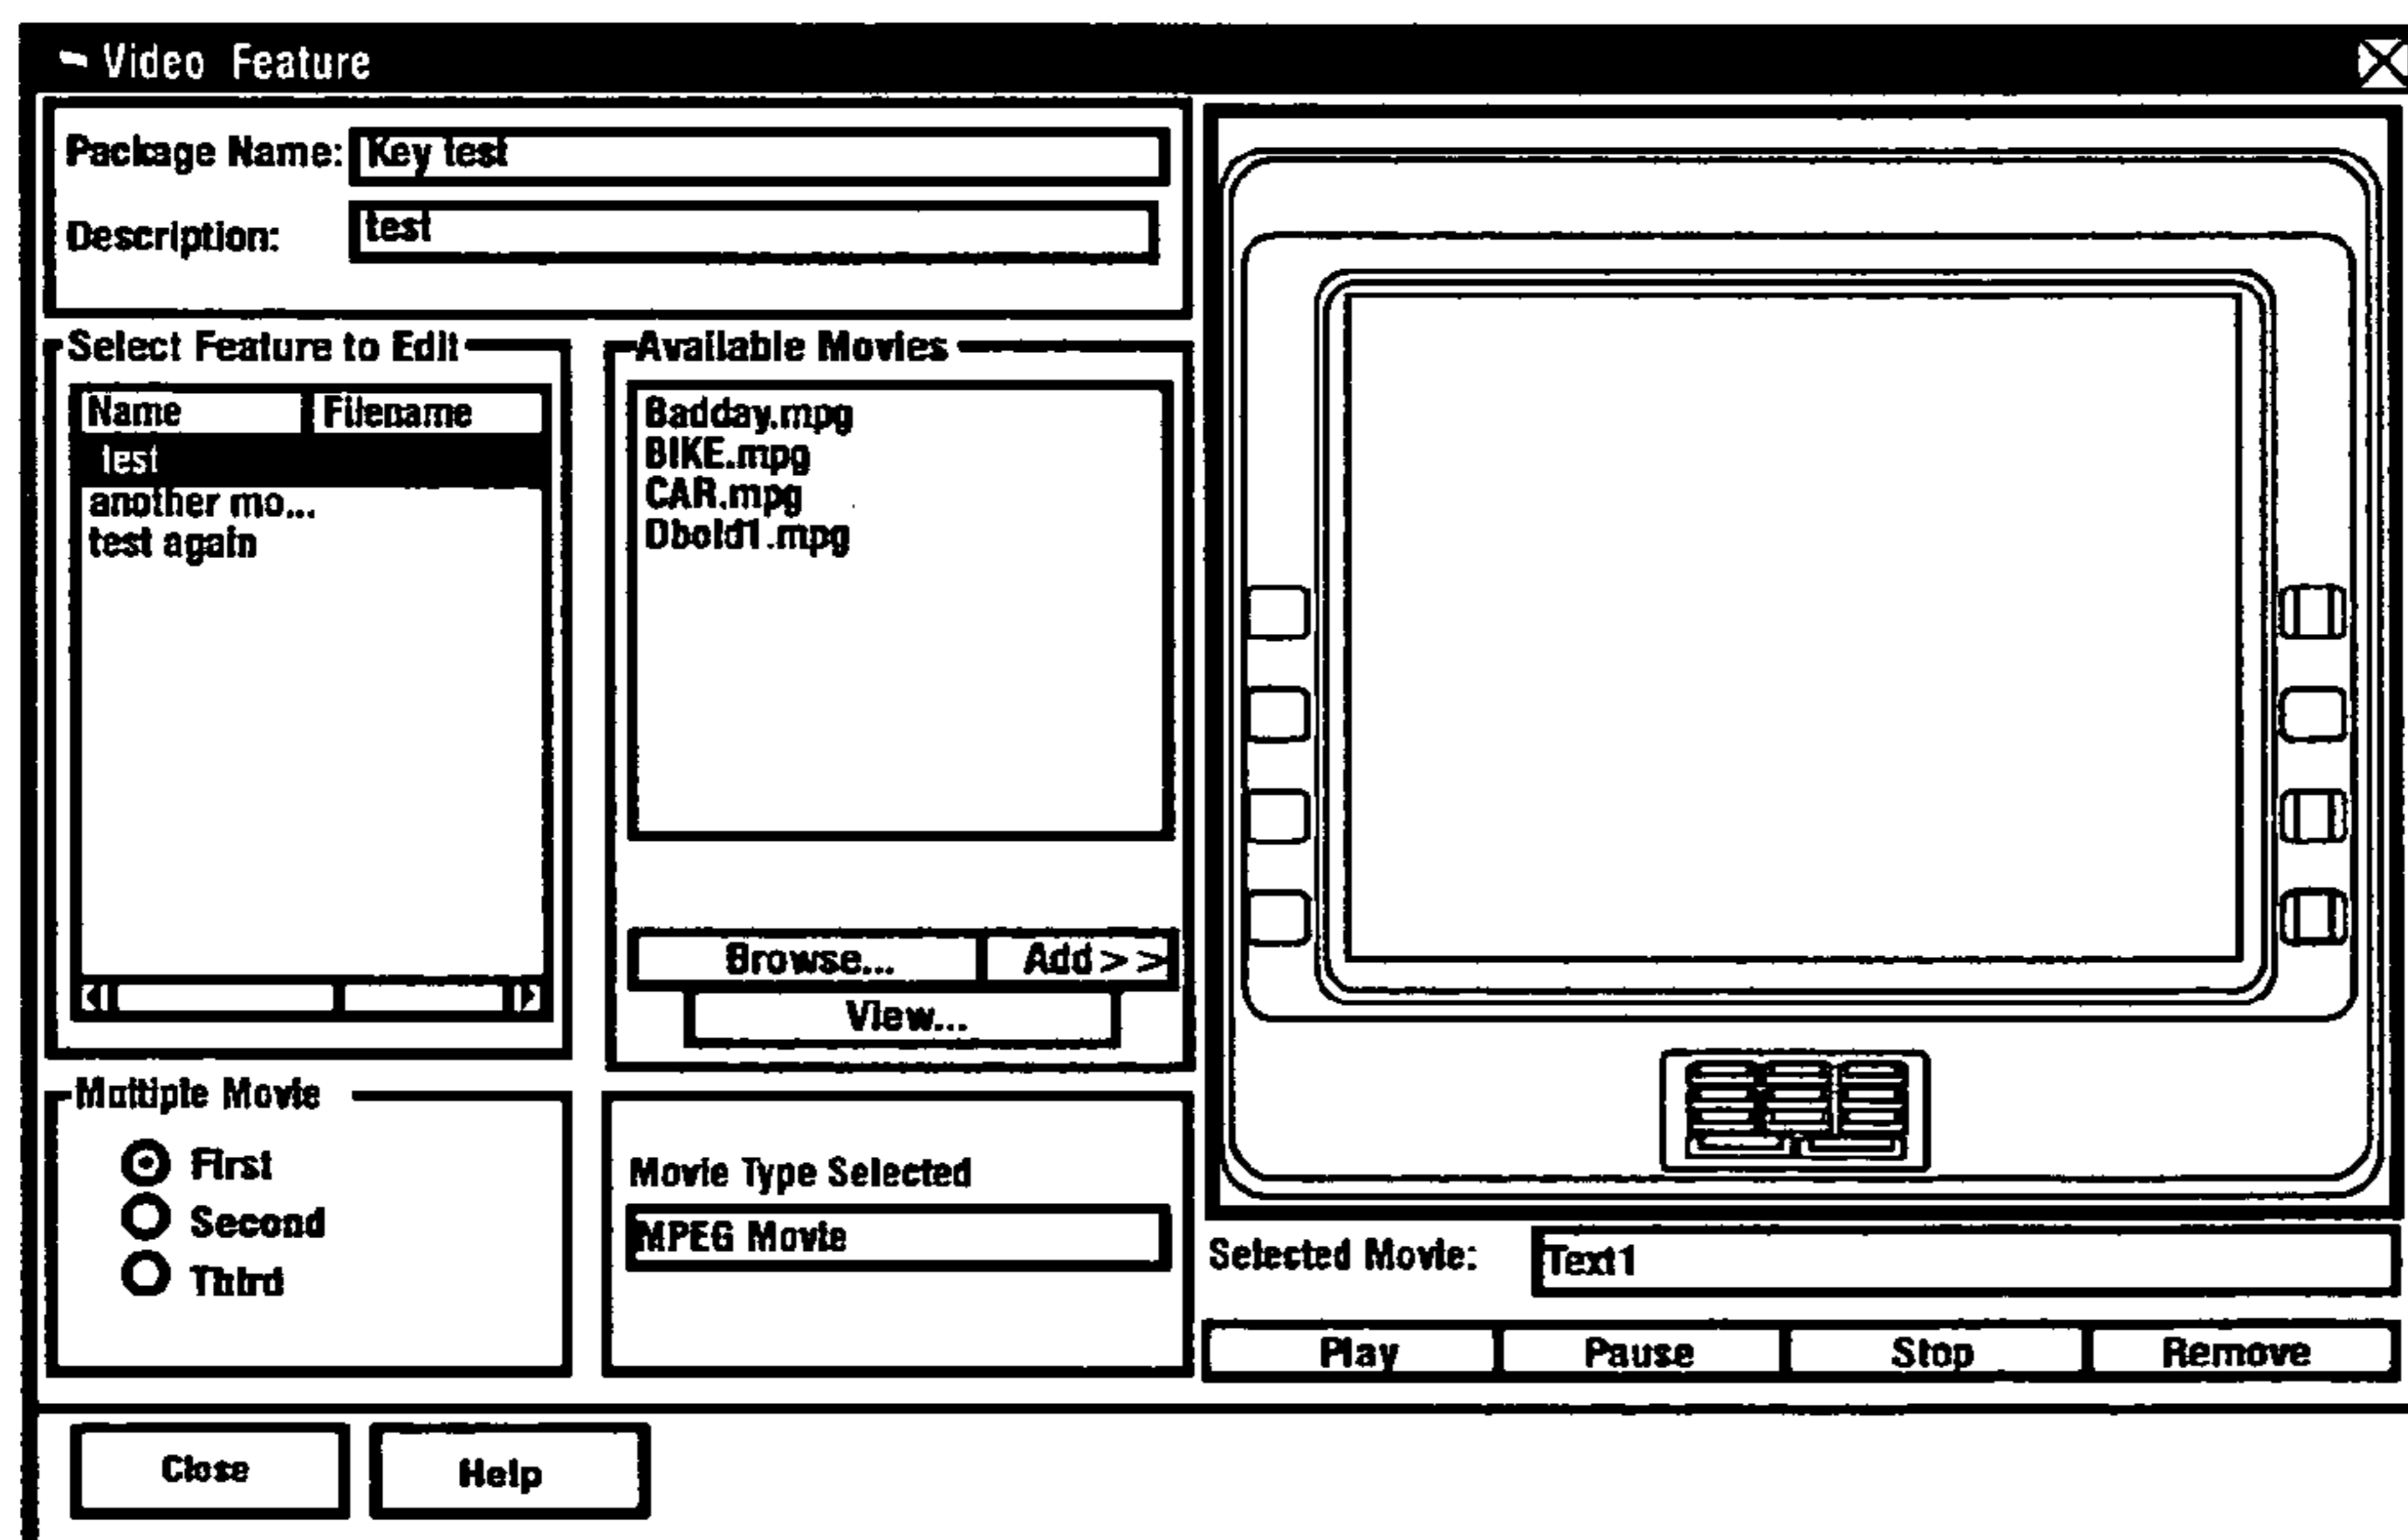 Video Feature
Package Name: Key test
Description: test
Select Feature to Edit
Name Filename
test
another mo...
test again
Available Movies
Badday.mpg
BIKE.mpg
CAR.mpg
Dbold1.mpg
Browse... Add >>
View...
Multiple Movie
First
Second
Third
Movie Type Selected
MPEG Movie
Selected Movie: Text1
Play Pause Stop Remove
Close Help